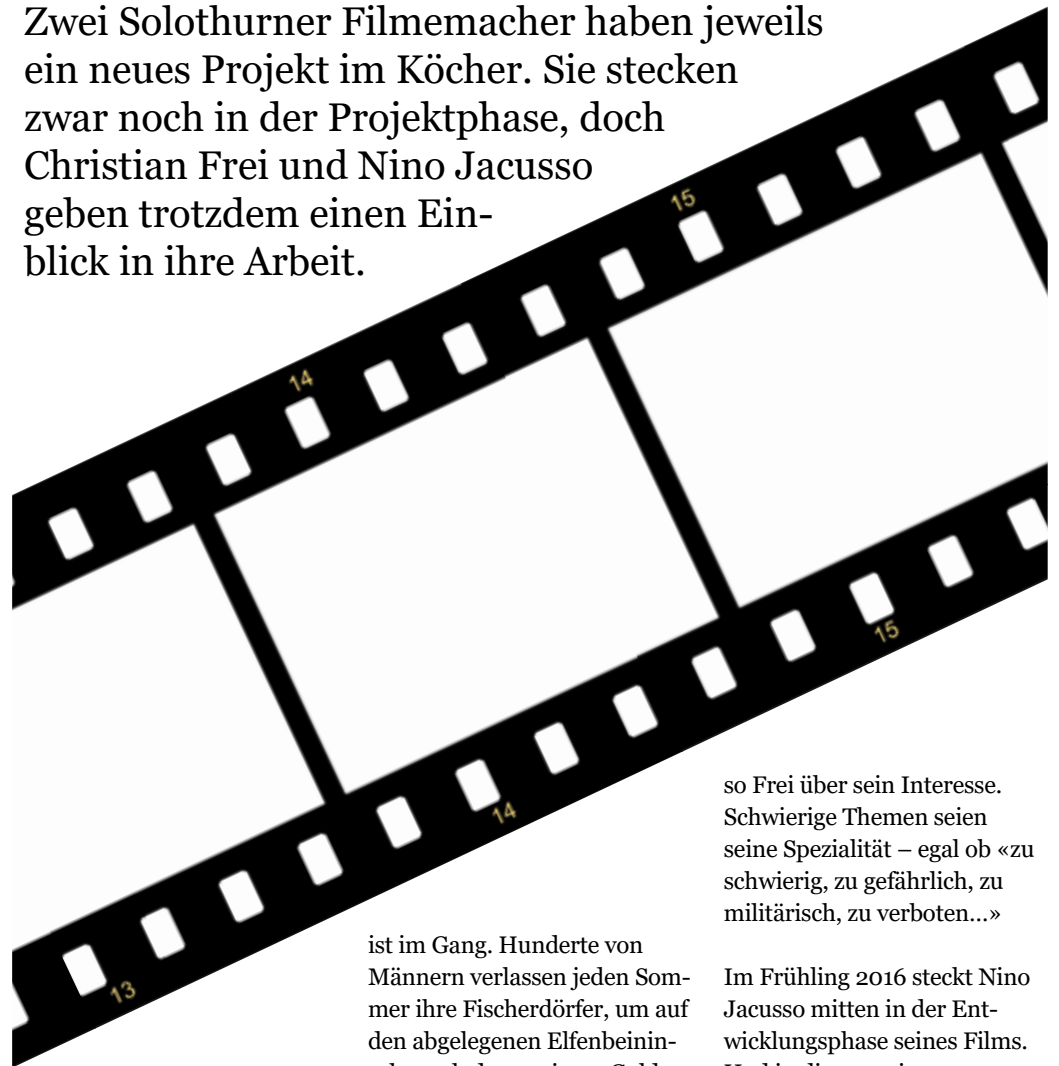 Zwei Solothurner Filmemacher haben jeweils
ein neues Projekt im Köcher. Sie stecken
zwar noch in der Projektphase, doch
Christian Frei und Nino Jacusso
geben trotzdem einen Ein-
blick in ihre Arbeit.
15
14
15
14
13
ist im Gang. Hunderte von
Männern verlassen jeden Som-
mer ihre Fischerdörfer, um auf
den abgelegenen Elfenbeinin-
so Frei über sein Interesse.
Schwierige Themen seien
seine Spezialität – egal ob «zu
schwierig, zu gefährlich, zu
militärisch, zu verboten...»
Im Frühling 2016 steckt Nino
Jacusso mitten in der Ent-
wicklungsphase seines Films.